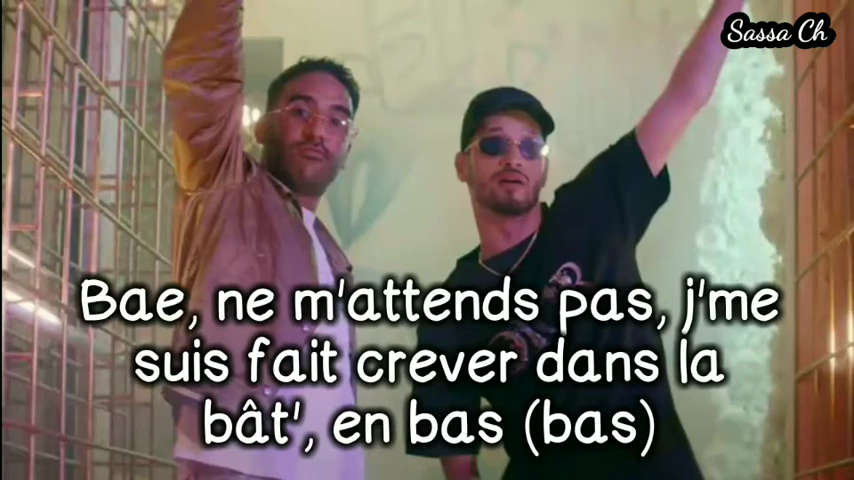 Sassa Ch
Bae, ne m'attends pas, j'me
suis fait crever dans la
bât', en bas (bas)